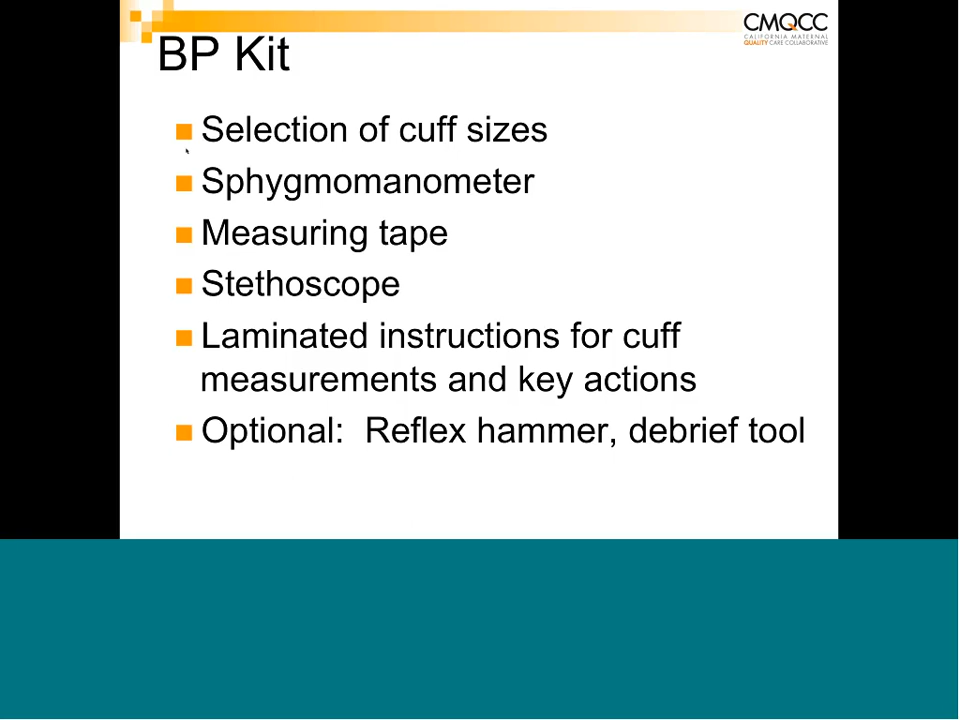 CMQCC
CALIFORNIA MATERNAL
QUALITY CARE COLLABORATIVE
BP Kit
Selection of cuff sizes
Sphygmomanometer
Measuring tape
Stethoscope
Laminated instructions for cuff
measurements and key actions
Optional:  Reflex hammer, debrief tool